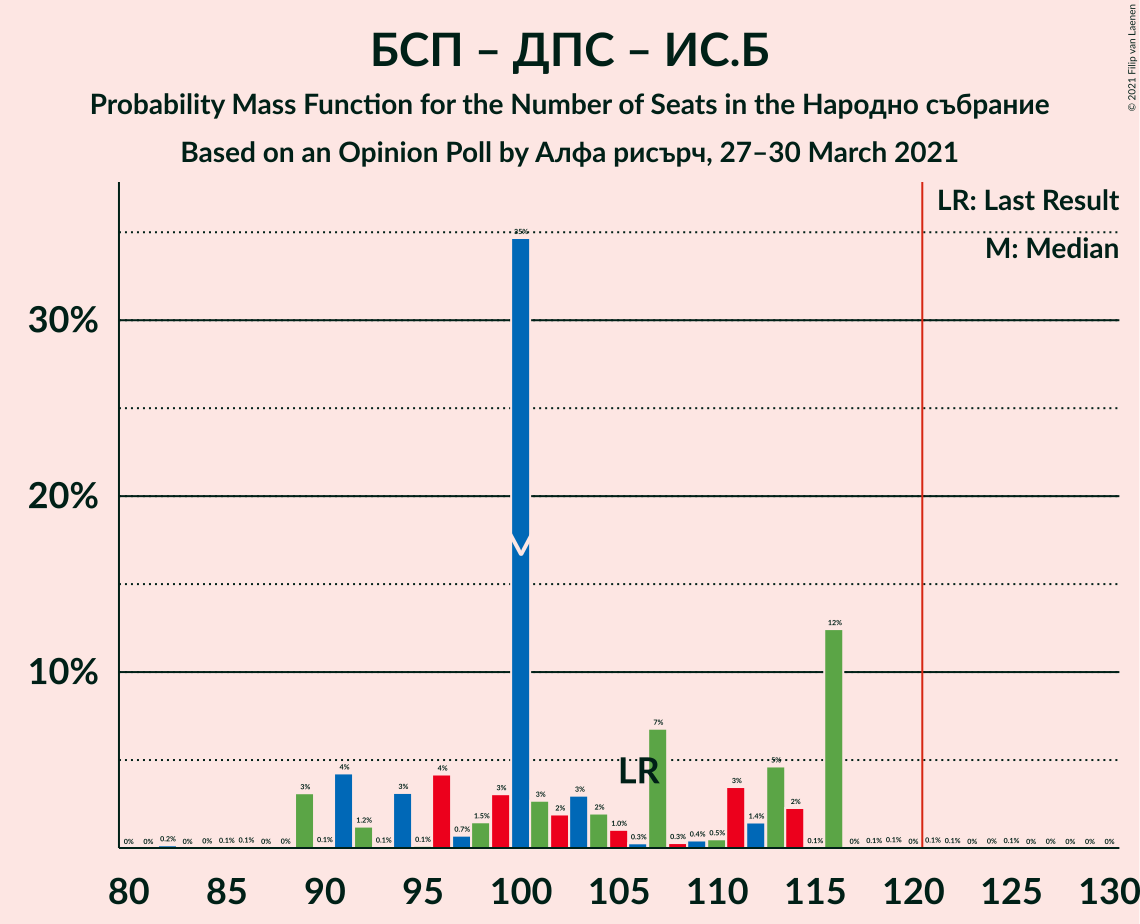 БСП – ДПС – ИС.Б
Probability Mass Function for the Number of Seats in the Народно събрание
Based on an Opinion Poll by Алфа рисърч, 27–30 March 2021
© 2021 Filip van Laenen
LR: Last Result
M: Median
30%
20%
10%
0% 0% 0.2% 0% 0% 0.1% 0.1% 0% 0% 3% 0.1% 4% 1.2% 0.1% 3% 0.1% 4% 0.7% 1.5% 3% 35% 3% 2% 3% 2% 1.0% 0.3% 7% 0.3% 0.4% 0.5% 3% 1.4% 5% 2% 0.1% 12% 0% 0.1% 0.1% 0% 0.1% 0.1% 0% 0% 0.1% 0% 0% 0% 0% 0%
M
LR
80 85 90 95 100 105 110 115 120 125 130